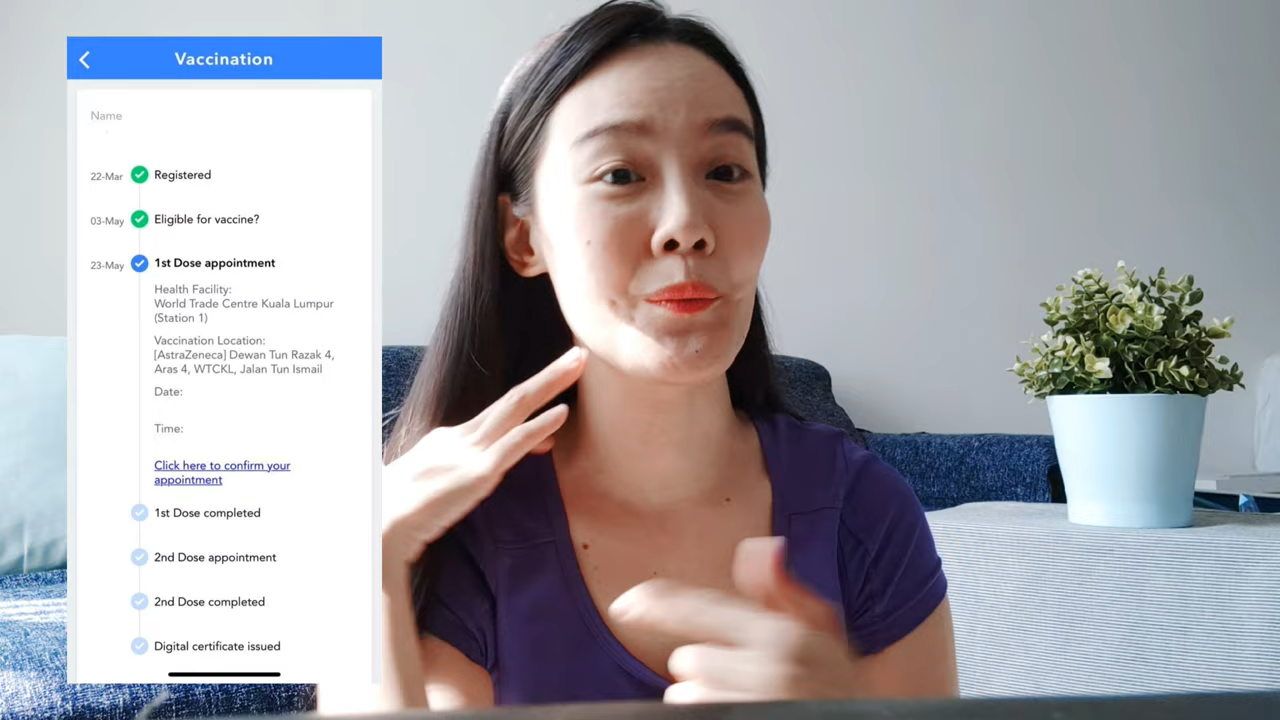 Vaccination
Name
22-Mar Registered
03-May Eligible for vaccine?
23-May 1st Dose appointment
Health Facility:
World Trade Centre Kuala Lumpur
(Station 1)
Vaccination Location:
[AstraZeneca] Dewan Tun Razak 4,
Aras 4, WTCKL, Jalan Tun Ismail
Date:
Time:
Click here to confirm your
appointment
1st Dose completed
2nd Dose appointment
2nd Dose completed
Digital certificate issued